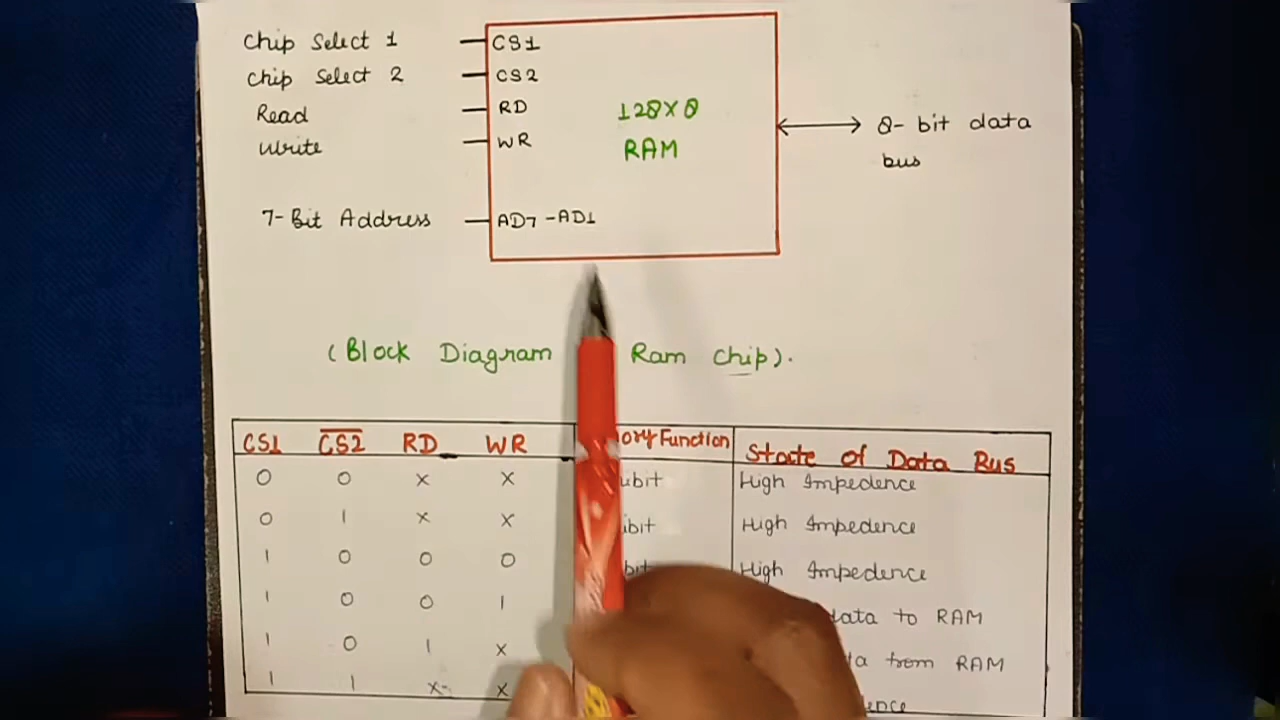 Chip Select 1 CS1
Chip Select 2 CS2
Read RD
Write WR
128X8
RAM
8-bit data
bus
7-Bit Address AD7-AD1
(Block Diagram Ram Chip).
CS1 C̅S̅2̅ RD WR Function State of Data Bus
0 0 X X High Impedence
0 1 X X High Impedence
1 0 0 0 High Impedence
1 0 0 1 data to RAM
1 0 1 X from RAM
1 1 X X